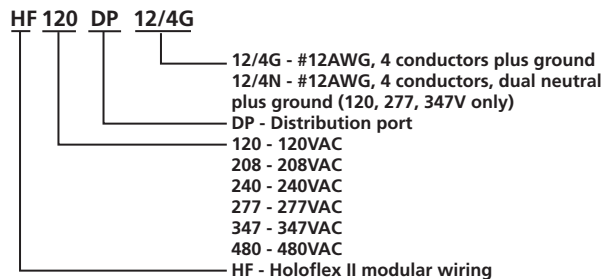 HF 120 DP 12/4G
12/4G - #12AWG, 4 conductors plus ground
12/4N - #12AWG, 4 conductors, dual neutral
plus ground (120, 277, 347V only)
DP - Distribution port
120 - 120VAC
208 - 208VAC
240 - 240VAC
277 - 277VAC
347 - 347VAC
480 - 480VAC
HF - Holoflex II modular wiring